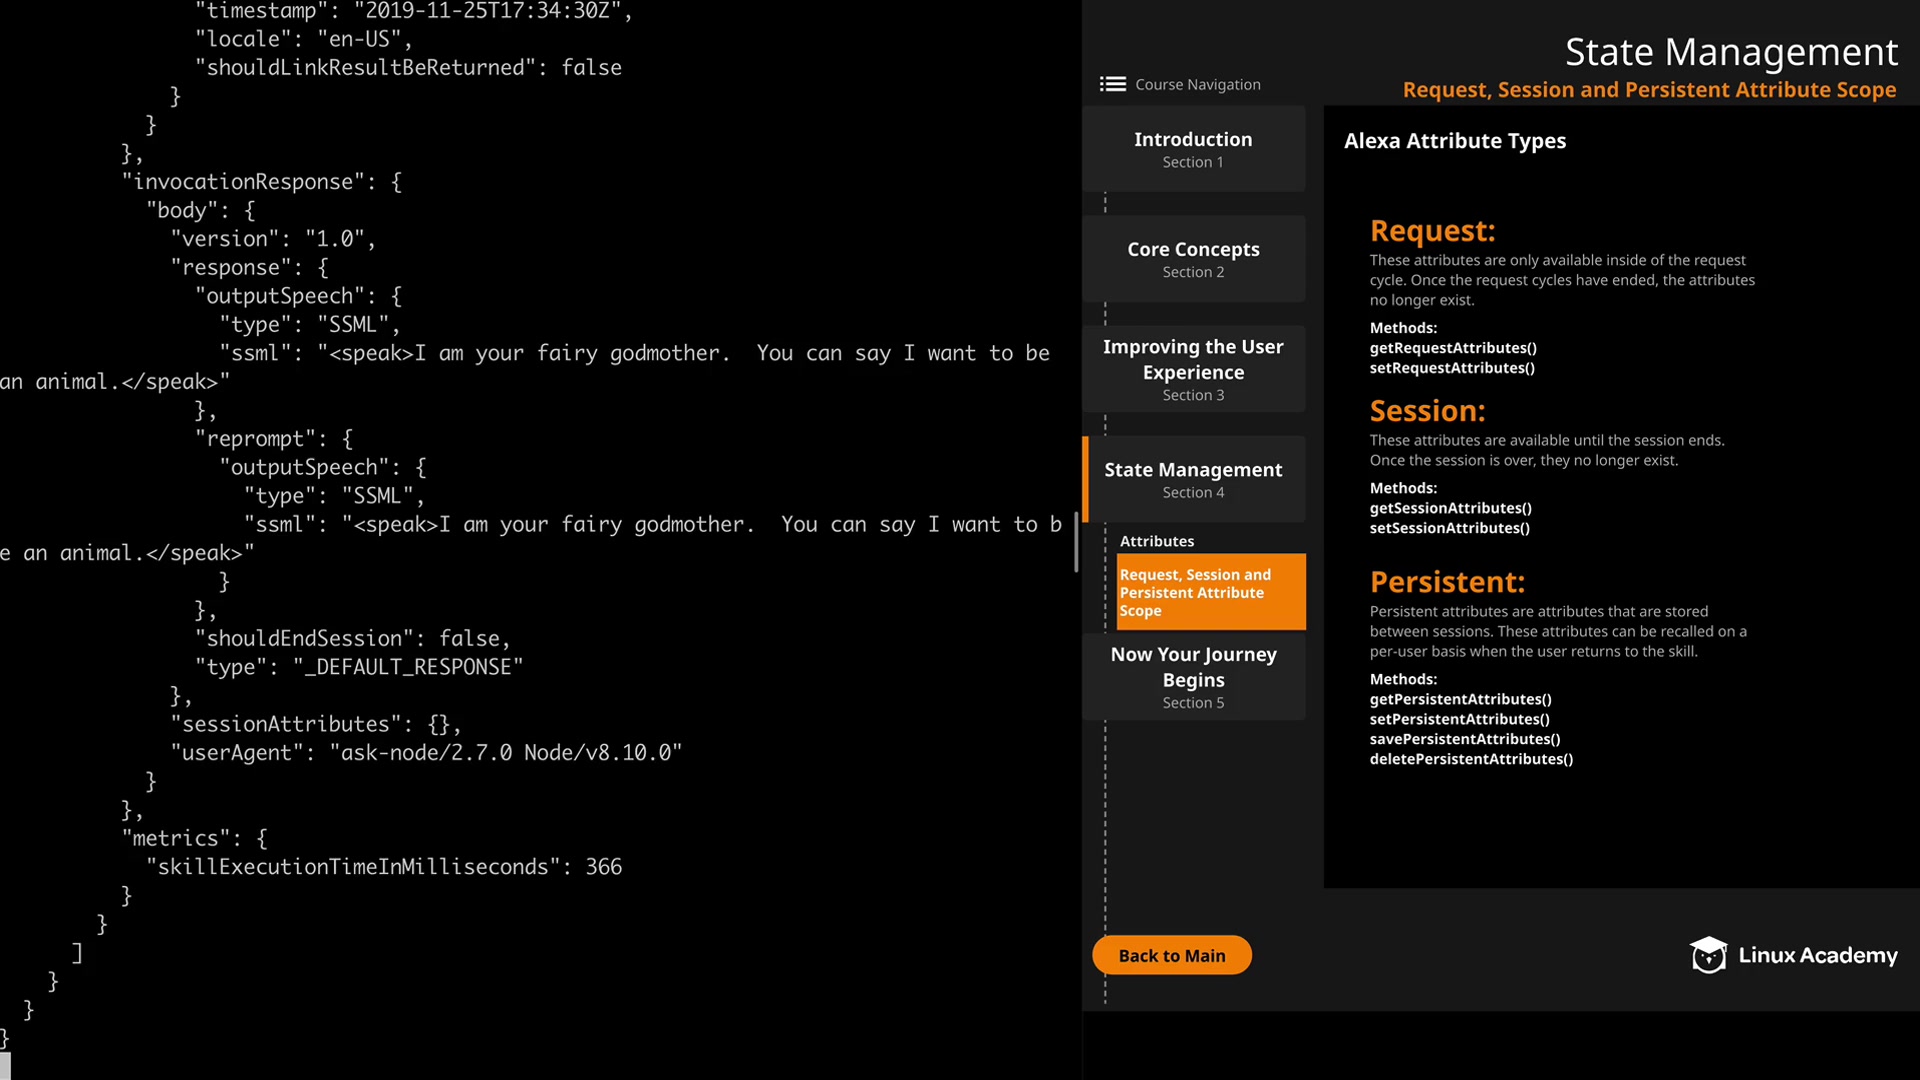 "timestamp": "2019-11-25T17:34:30Z",
"locale": "en-US",
"shouldLinkResultBeReturned": false
}
}
},
"invocationResponse": {
"body": {
"version": "1.0",
"response": {
"outputSpeech": {
"type": "SSML",
"ssml": "<speak>I am your fairy godmother.  You can say I want to be
an animal.</speak>"
},
"reprompt": {
"outputSpeech": {
"type": "SSML",
"ssml": "<speak>I am your fairy godmother.  You can say I want to b
e an animal.</speak>"
}
},
"shouldEndSession": false,
"type": "_DEFAULT_RESPONSE"
},
"sessionAttributes": {},
"userAgent": "ask-node/2.7.0 Node/v8.10.0"
}
},
"metrics": {
"skillExecutionTimeInMilliseconds": 366
}
}
]
}
}
}
State Management
Request, Session and Persistent Attribute Scope
Course Navigation
Introduction
Section 1
Core Concepts
Section 2
Improving the User
Experience
Section 3
State Management
Section 4
Attributes
Request, Session and
Persistent Attribute
Scope
Now Your Journey
Begins
Section 5
Back to Main
Alexa Attribute Types
Request:
These attributes are only available inside of the request
cycle. Once the request cycles have ended, the attributes
no longer exist.
Methods:
getRequestAttributes()
setRequestAttributes()
Session:
These attributes are available until the session ends.
Once the session is over, they no longer exist.
Methods:
getSessionAttributes()
setSessionAttributes()
Persistent:
Persistent attributes are attributes that are stored
between sessions. These attributes can be recalled on a
per-user basis when the user returns to the skill.
Methods:
getPersistentAttributes()
setPersistentAttributes()
savePersistentAttributes()
deletePersistentAttributes()
Linux Academy